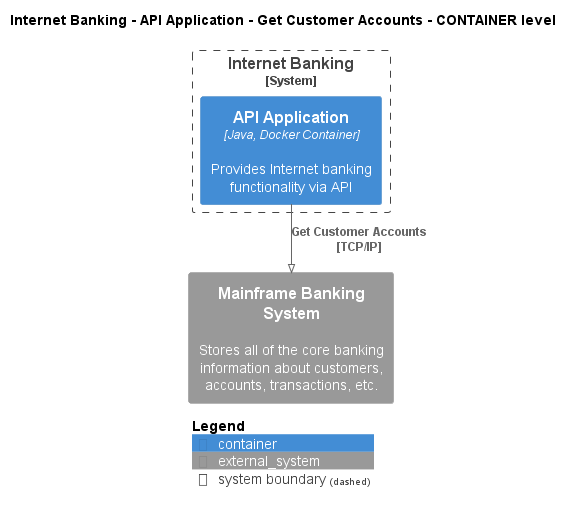 Internet Banking - API Application - Get Customer Accounts - CONTAINER level
Internet Banking
[System]
API Application
[Java, Docker Container]
Provides Internet banking
functionality via API
Get Customer Accounts
[TCP/IP]
Mainframe Banking
System
Stores all of the core banking
information about customers,
accounts, transactions, etc.
Legend
container
external_system
system boundary (dashed)